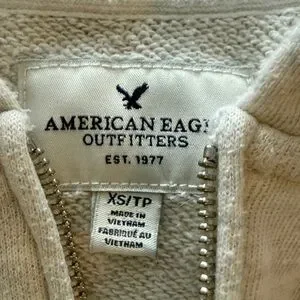 AMERICAN EAG
OUTFITTERS
EST. 1977
XS/TP
MADE IN
VIETNAM
FABRIQUÉ AU
VIETNAM